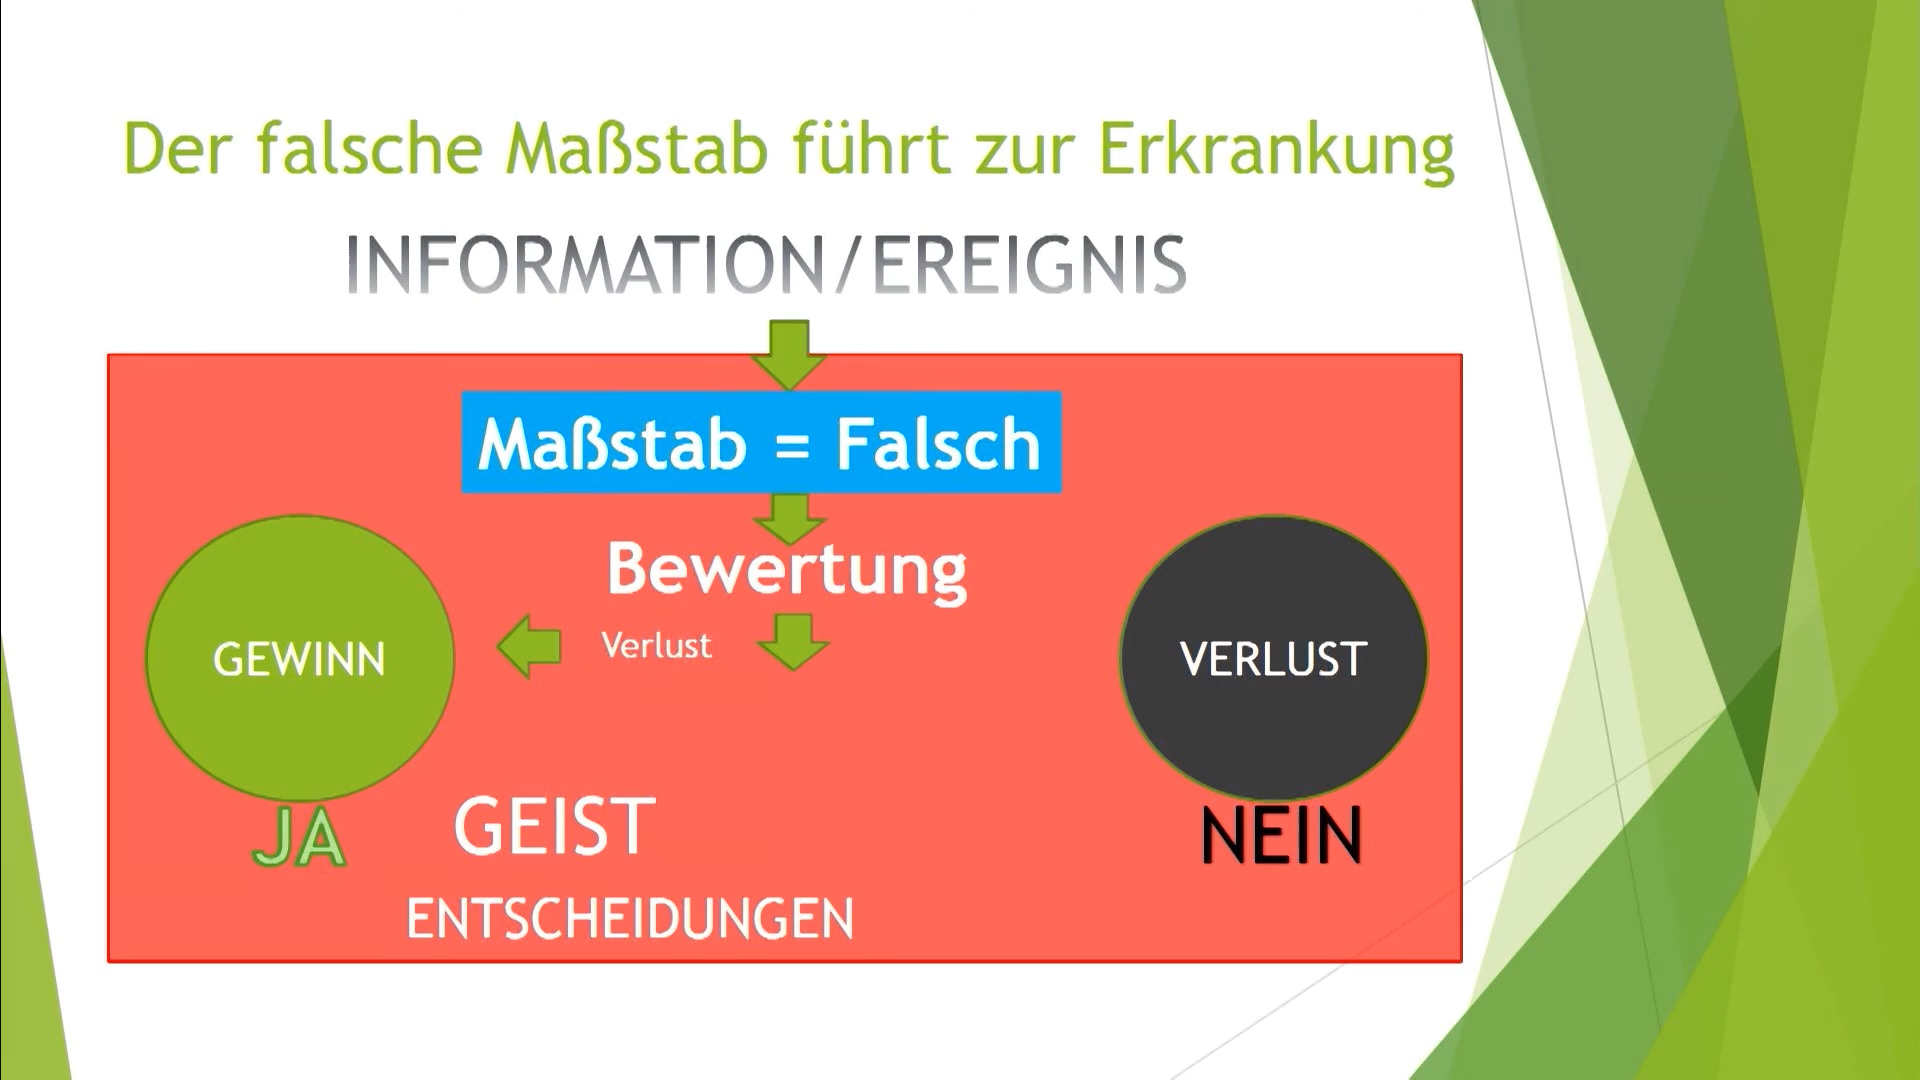 Der falsche Maßstab führt zur Erkrankung
INFORMATION/EREIGNIS
Maßstab = Falsch
Bewertung
GEWINN
Verlust
VERLUST
JA
GEIST
NEIN
ENTSCHEIDUNGEN